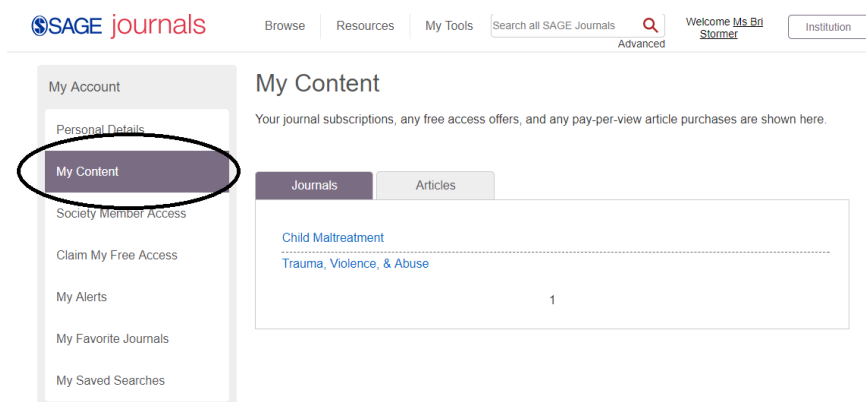 SAGE journals
Browse
Resources
My Tools
Search all SAGE Journals
Advanced
Welcome Ms Bri
Stormer
Institution
My Account
Personal Details
My Content
Society Member Access
Claim My Free Access
My Alerts
My Favorite Journals
My Saved Searches
My Content
Your journal subscriptions, any free access offers, and any pay-per-view article purchases are shown here.
Journals
Articles
Child Maltreatment
Trauma, Violence, & Abuse
1